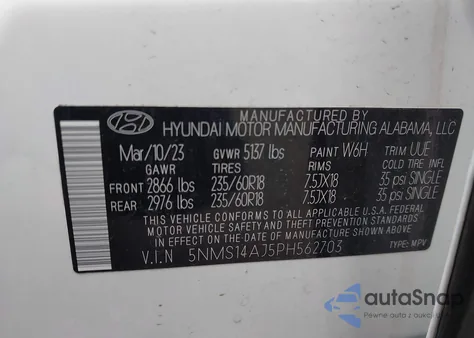 MANUFACTURED BY
HYUNDAI MOTOR MANUFACTURING ALABAMA, LLC
Mar/10/23 GVWR 5137 lbs PAINT W6H TRIM UUE
GAWR TIRES RIMS COLD TIRE INFL
FRONT 2866 lbs 235/60R18 7.5JX18 35 psi SINGLE
REAR 2976 lbs 235/60R18 7.5JX18 35 psi SINGLE
THIS VEHICLE CONFORMS TO ALL APPLICABLE U.S.A. FEDERAL
MOTOR VEHICLE SAFETY AND THEFT PREVENTION STANDARDS
IN EFFECT ON THE DATE OF MANUFACTURE SHOWN ABOVE.
V.I.N 5NMS14AJ5PH562703 TYPE: MPV
autoSnap
Twoje auto z aukcji